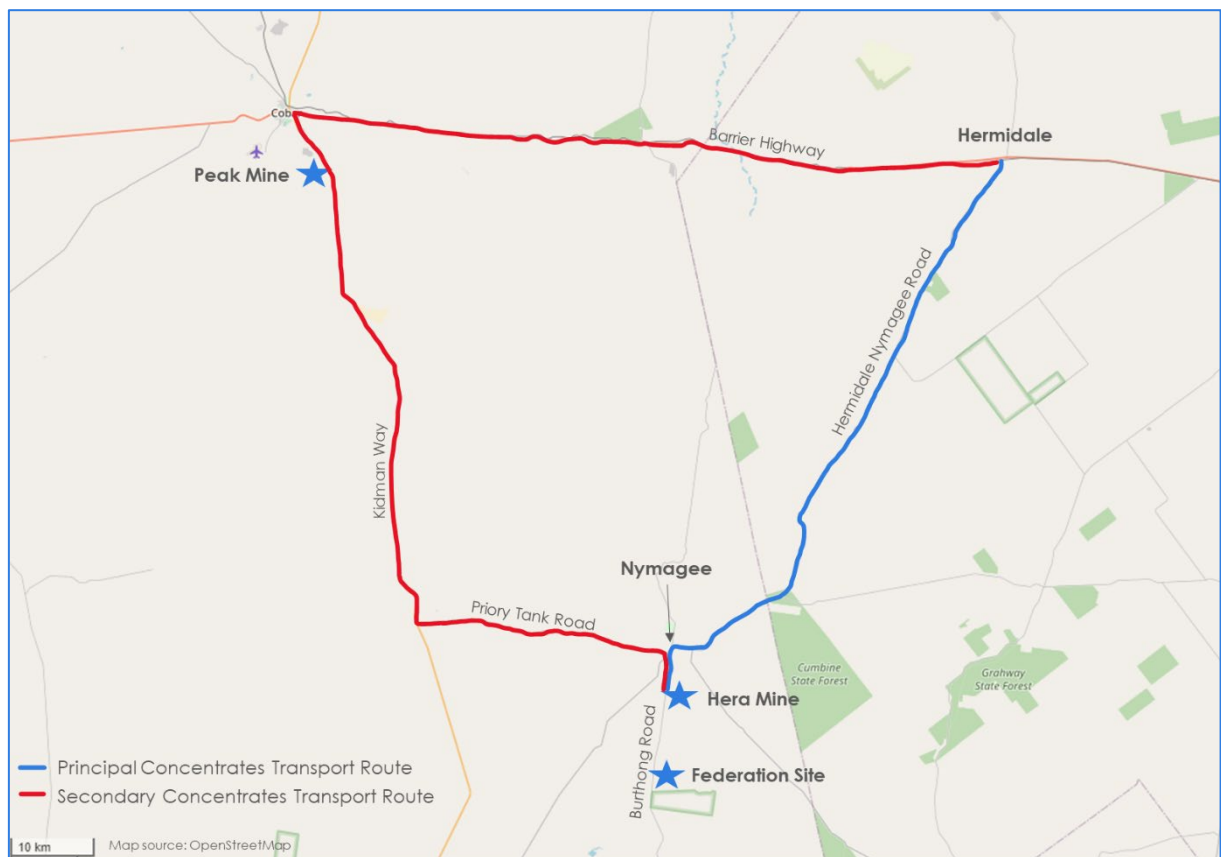 Cob
Peak Mine
Barrier Highway
Hermidale
Hermidale Nymagee Road
Kidman Way
Nymagee
Priory Tank Road
Cumbine
State Forest
Grahway
State Forest
Hera Mine
Burthong Road
Federation Site
Principal Concentrates Transport Route
Secondary Concentrates Transport Route
10 km
Map source: OpenStreetMap